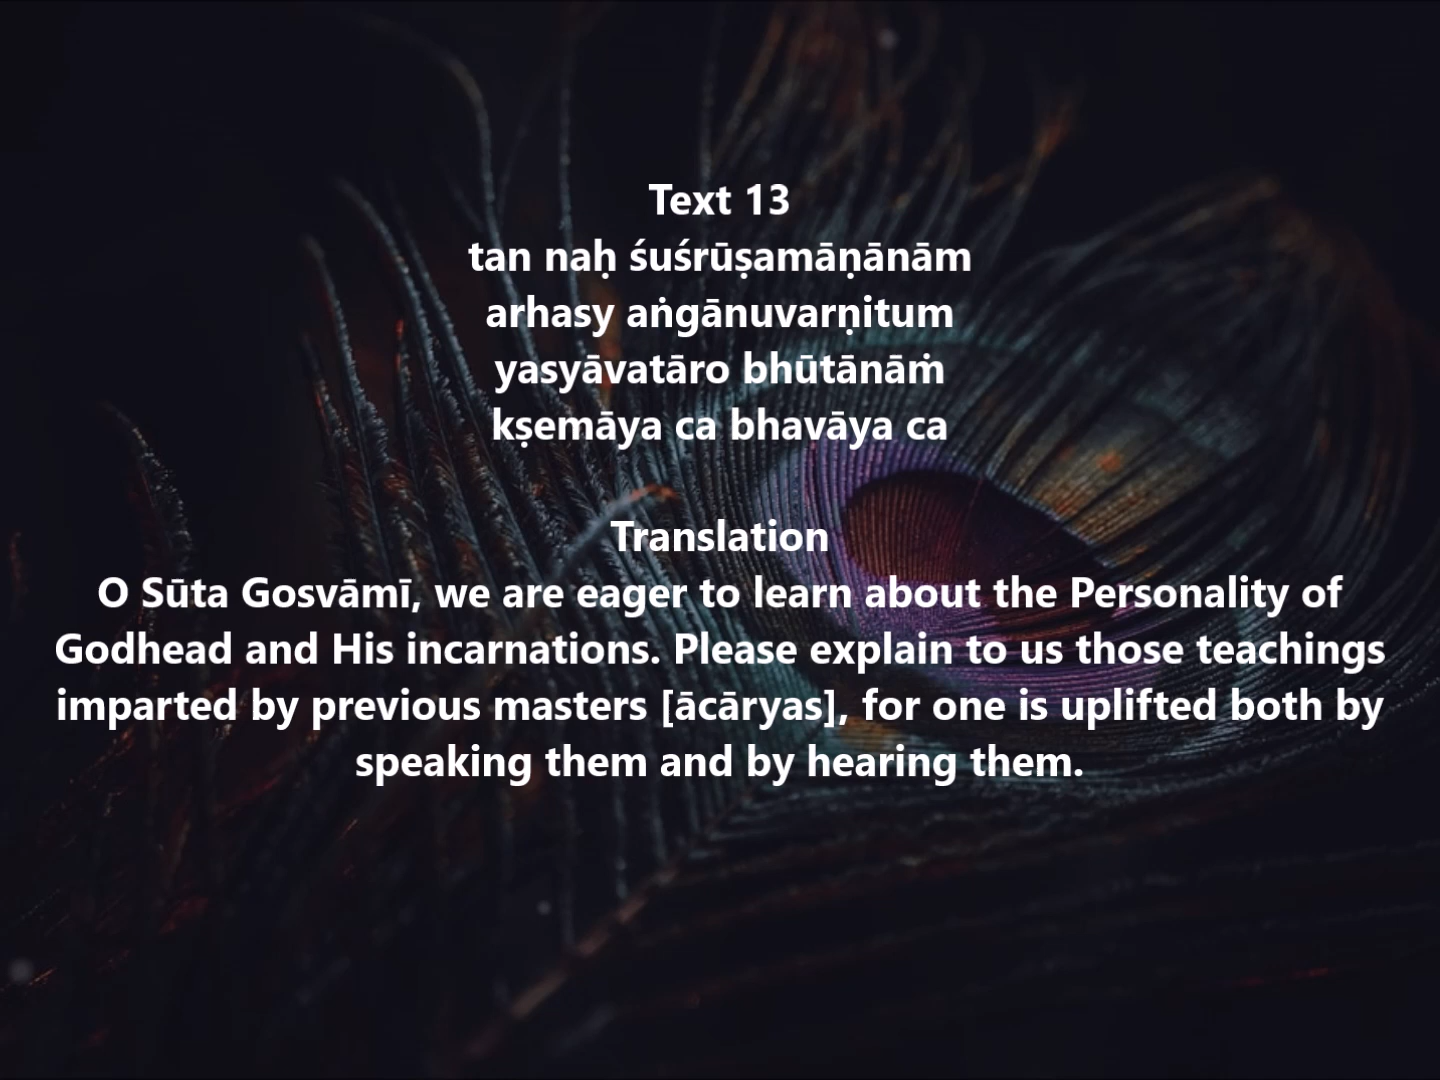 Text 13
tan naḥ śuśrūṣamāṇānām
arhasy aṅgānuvarṇitum
yasyāvatāro bhūtānāṁ
kṣemāya ca bhavāya ca
Translation
O Sūta Gosvāmī, we are eager to learn about the Personality of
Godhead and His incarnations. Please explain to us those teachings
imparted by previous masters [ācāryas], for one is uplifted both by
speaking them and by hearing them.